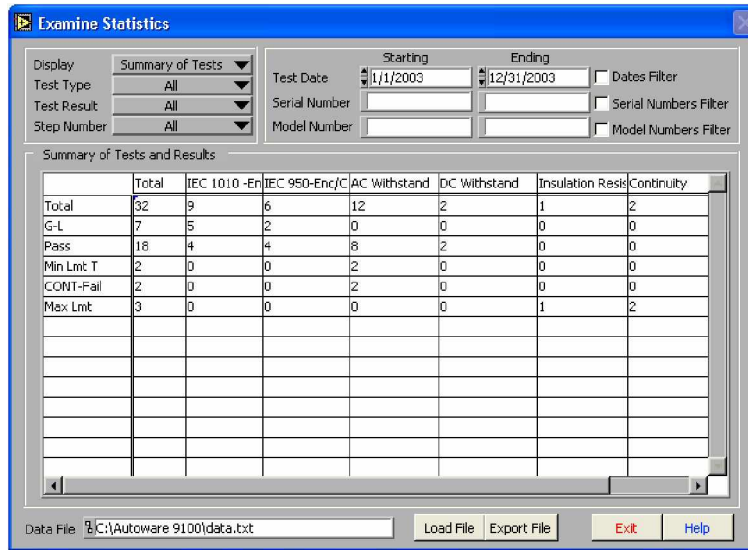 Examine Statistics
Display Summary of Tests
Test Type All
Test Result All
Step Number All
Starting Ending
Test Date 1/1/2003 12/31/2003 Dates Filter
Serial Number Serial Numbers Filter
Model Number Model Numbers Filter
Summary of Tests and Results
Total IEC 1010 -En IEC 950-Enc/C AC Withstand DC Withstand Insulation Resis Continuity
Total 32 9 6 12 2 1 2
G-L 7 5 2 0 0 0 0
Pass 18 4 4 8 2 0 0
Min Lmt T 2 0 0 2 0 0 0
CONT-Fail 2 0 0 2 0 0 0
Max Lmt 3 0 0 0 0 1 2
Data File C:\Autoware 9100\data.txt Load File Export File Exit Help